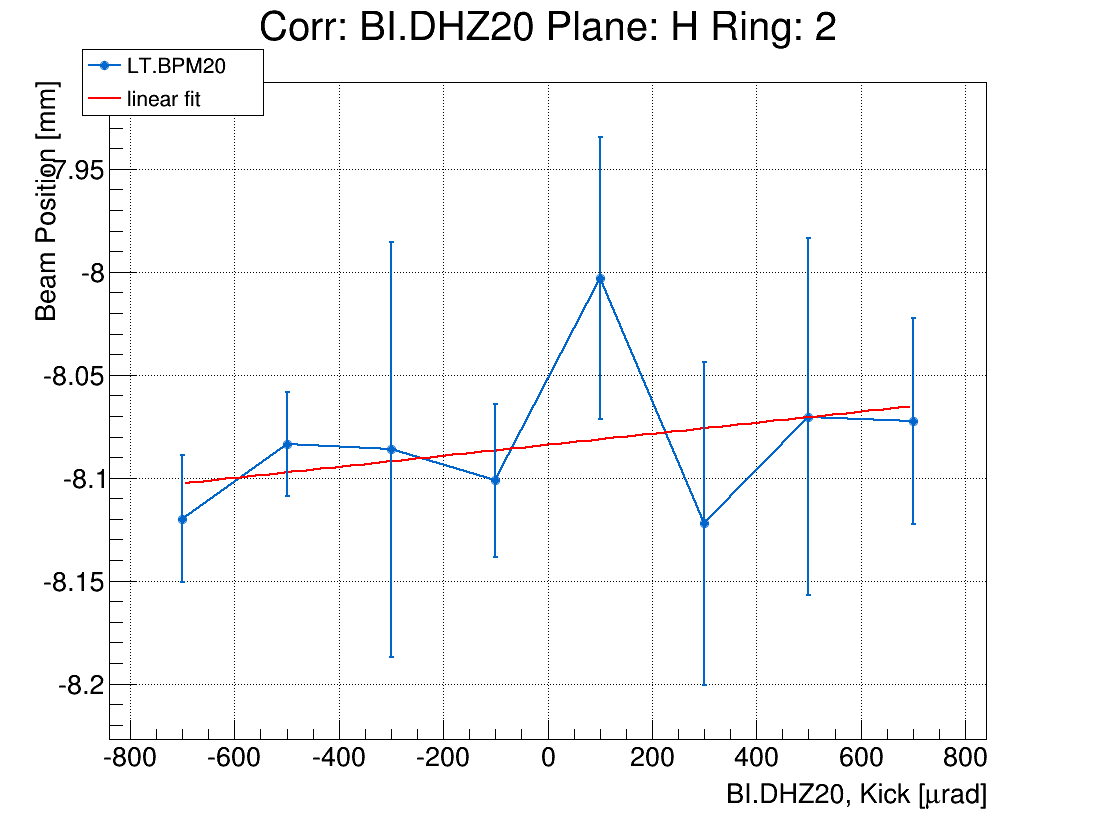 Corr: BI.DHZ20 Plane: H Ring: 2
LT.BPM20
linear fit
Beam Position [mm]
-7.95
-8
-8.05
-8.1
-8.15
-8.2
-800 -600 -400 -200 0 200 400 600 800
BI.DHZ20, Kick [μrad]